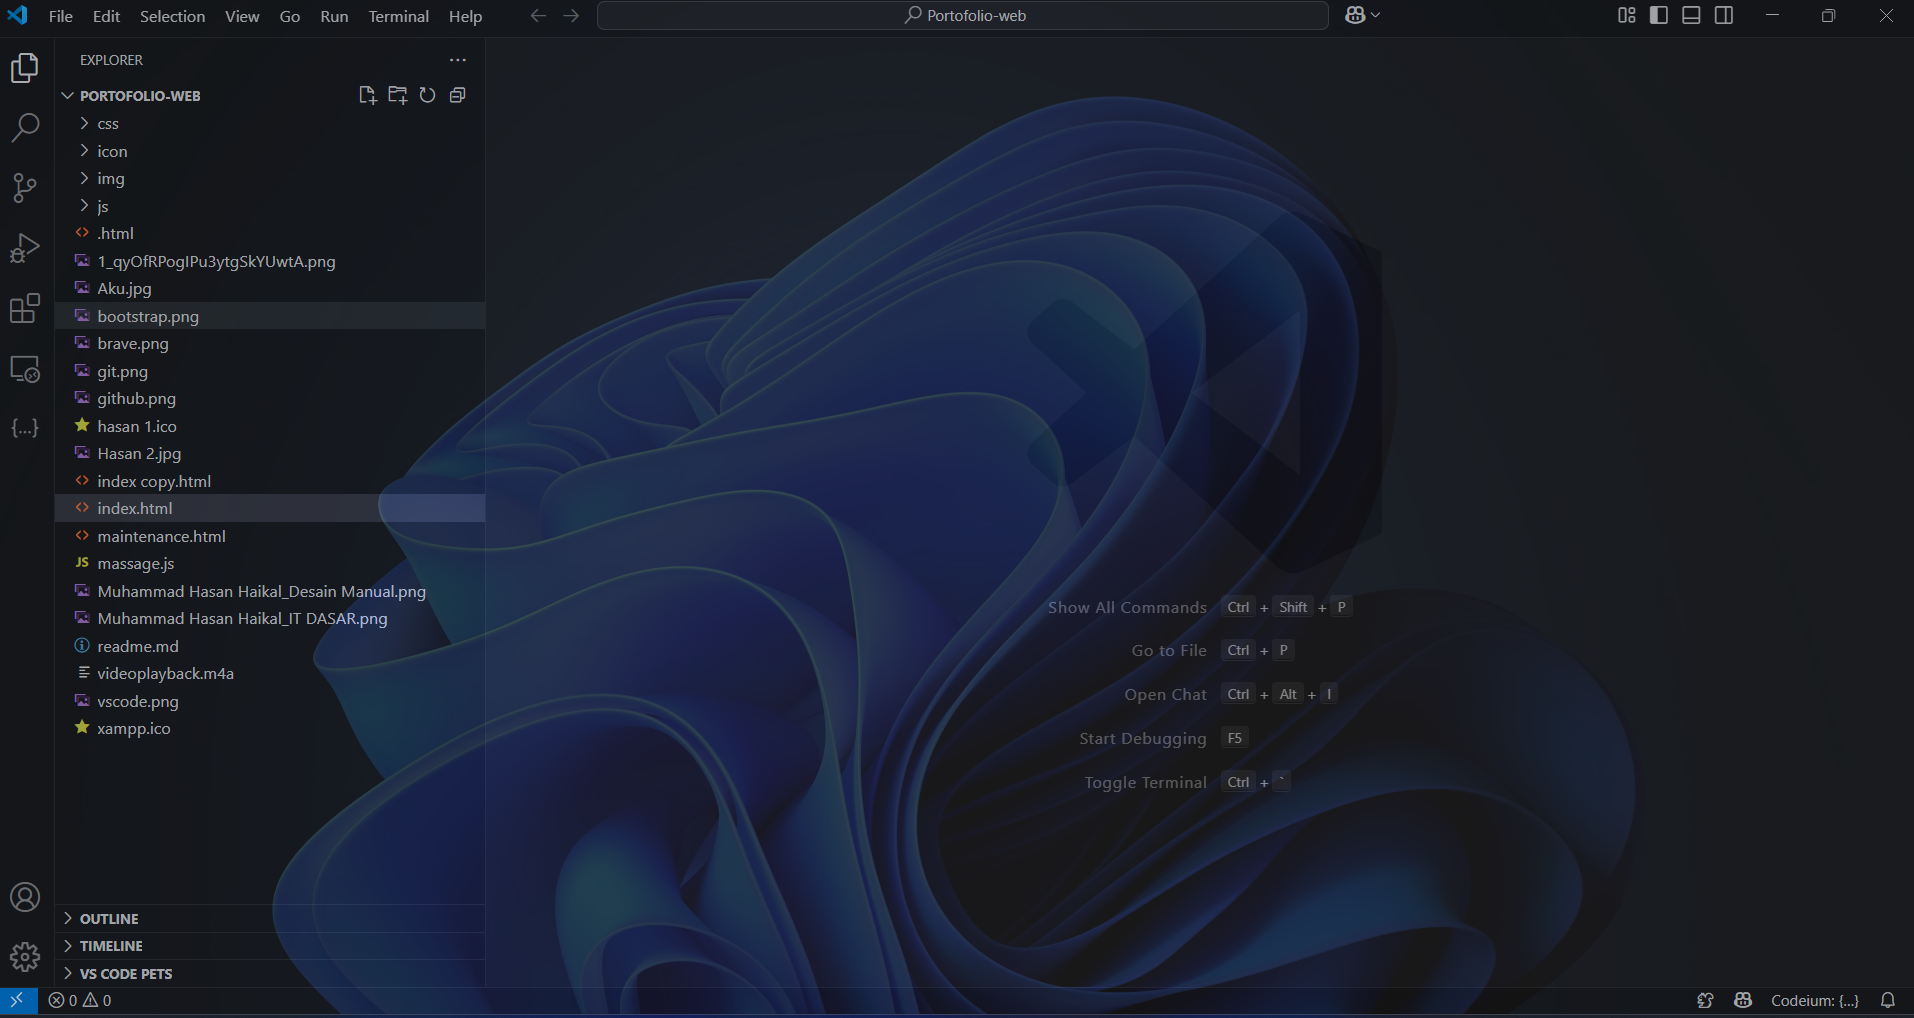 File Edit Selection View Go Run Terminal Help
Portofolio-web
EXPLORER
PORTOFOLIO-WEB
css
icon
img
js
.html
1_qyOfRPogIPu3ytgSkYUwtA.png
Aku.jpg
bootstrap.png
brave.png
git.png
github.png
hasan 1.ico
Hasan 2.jpg
index copy.html
index.html
maintenance.html
JS massage.js
Muhammad Hasan Haikal_Desain Manual.png
Muhammad Hasan Haikal_IT DASAR.png
readme.md
videoplayback.m4a
vscode.png
xampp.ico
OUTLINE
TIMELINE
VS CODE PETS
Show All Commands Ctrl + Shift + P
Go to File Ctrl + P
Open Chat Ctrl + Alt + I
Start Debugging F5
Toggle Terminal Ctrl + `
0 0
Codeium: {...}